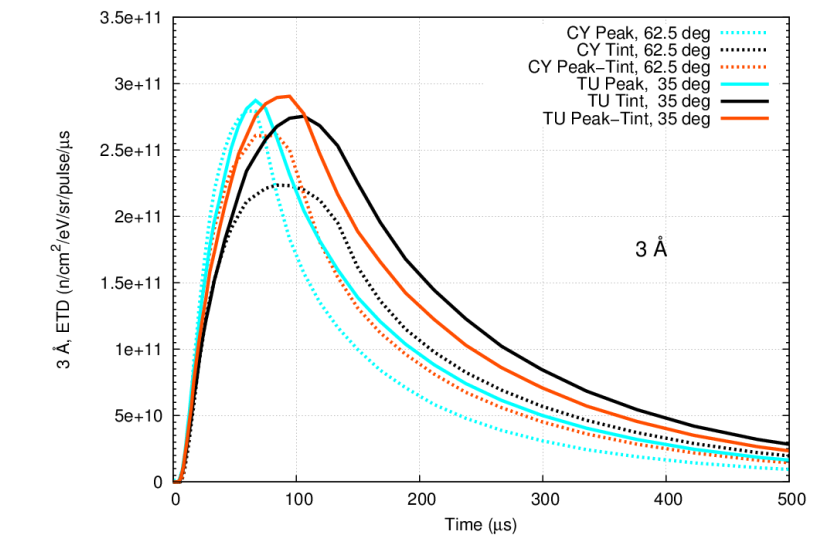 3.5e+11
3e+11
2.5e+11
2e+11
1.5e+11
1e+11
5e+10
0
3 Å, ETD (n/cm²/eV/sr/pulse/μs
CY Peak, 62.5 deg
CY Tint, 62.5 deg
CY Peak−Tint, 62.5 deg
TU Peak, 35 deg
TU Tint, 35 deg
TU Peak−Tint, 35 deg
3 Å
0 100 200 300 400 500
Time (μs)